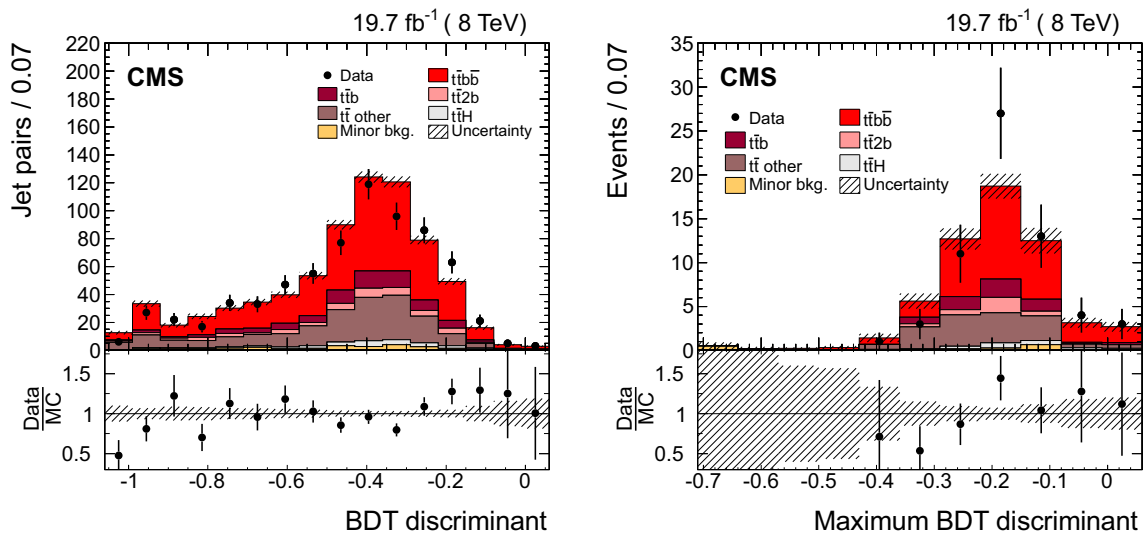 19.7 fb⁻¹ ( 8 TeV)
Jet pairs / 0.07
220
200
180
160
140
120
100
80
60
40
20
0
CMS
Data
tt̄bb̄
tt̄b
tt̄2b
tt̄ other
tt̄H
Minor bkg.
Uncertainty
Data
MC
1.5
1
0.5
-1 -0.8 -0.6 -0.4 -0.2 0
BDT discriminant
19.7 fb⁻¹ ( 8 TeV)
Events / 0.07
35
30
25
20
15
10
5
0
CMS
Data
tt̄bb̄
tt̄b
tt̄2b
tt̄ other
tt̄H
Minor bkg.
Uncertainty
Data
MC
1.5
1
0.5
-0.7 -0.6 -0.5 -0.4 -0.3 -0.2 -0.1 0
Maximum BDT discriminant